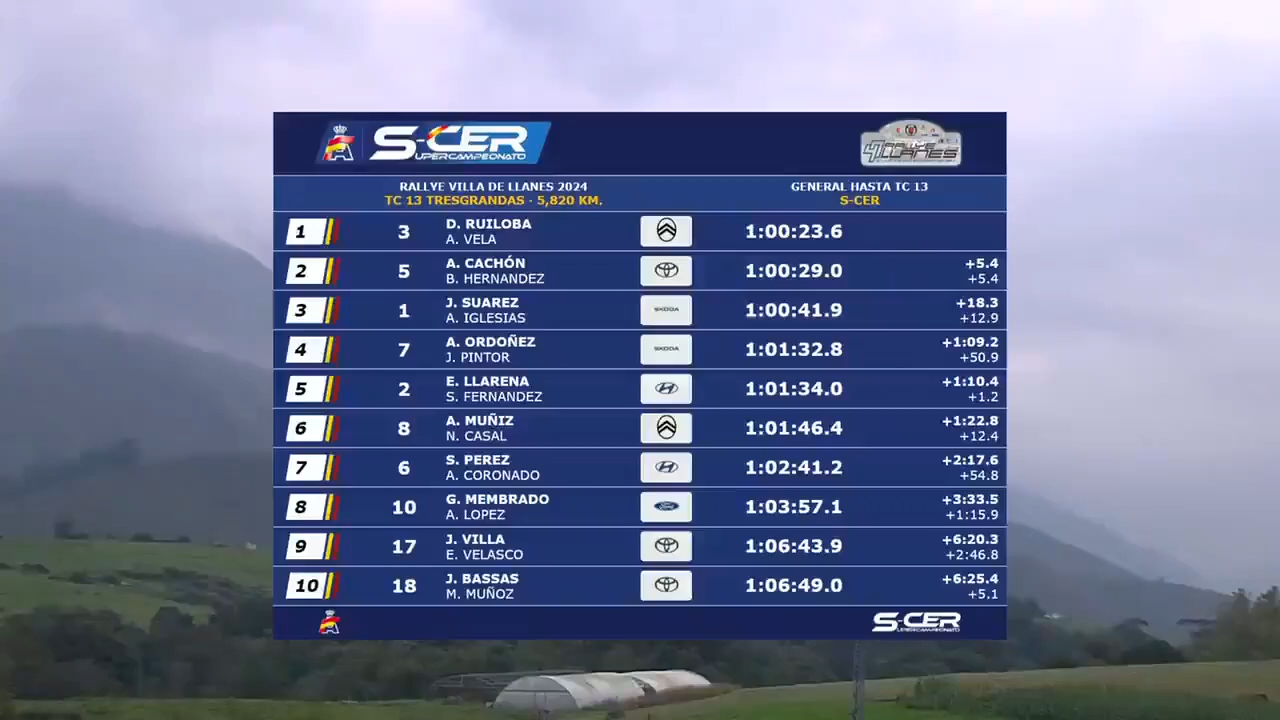 S-CER
SUPERCAMPEONATO
RALLYE VILLA DE LLANES 2024
GENERAL HASTA TC 13
TC 13 TRESGRANDAS - 5,820 KM.
S-CER
1 3 D. RUILOBA 1:00:23.6
A. VELA
2 5 A. CACHÓN 1:00:29.0 +5.4
B. HERNANDEZ +5.4
3 1 J. SUAREZ SKODA 1:00:41.9 +18.3
A. IGLESIAS +12.9
4 7 A. ORDOÑEZ SKODA 1:01:32.8 +1:09.2
J. PINTOR +50.9
5 2 E. LLARENA 1:01:34.0 +1:10.4
S. FERNANDEZ +1.2
6 8 A. MUÑIZ 1:01:46.4 +1:22.8
N. CASAL +12.4
7 6 S. PEREZ 1:02:41.2 +2:17.6
A. CORONADO +54.8
8 10 G. MEMBRADO Ford 1:03:57.1 +3:33.5
A. LOPEZ +1:15.9
9 17 J. VILLA 1:06:43.9 +6:20.3
E. VELASCO +2:46.8
10 18 J. BASSAS 1:06:49.0 +6:25.4
M. MUÑOZ +5.1
S-CER
SUPERCAMPEONATO